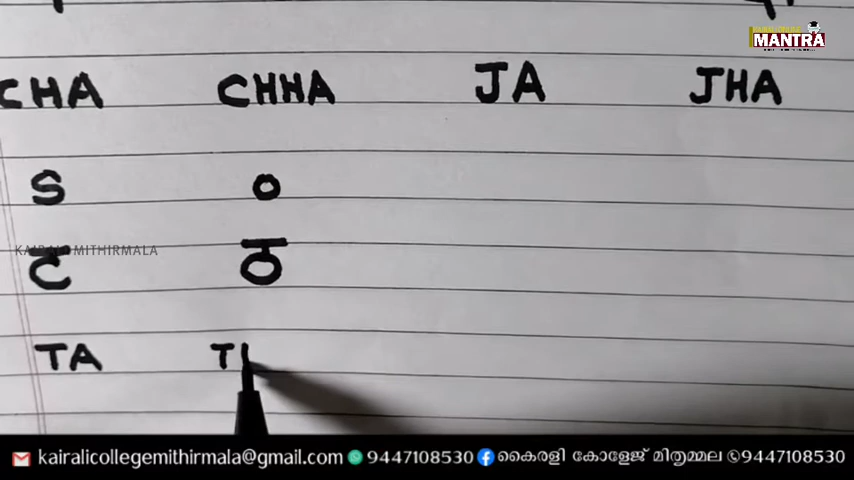 MANTRA
CHA CHHA JA JHA
ട ഠ
KAIRALI MITHIRMALA
ट ठ
TA T
kairalicollegemithirmala@gmail.com 9447108530 കൈരളി കോളേജ് മിതൃമ്മല 9447108530